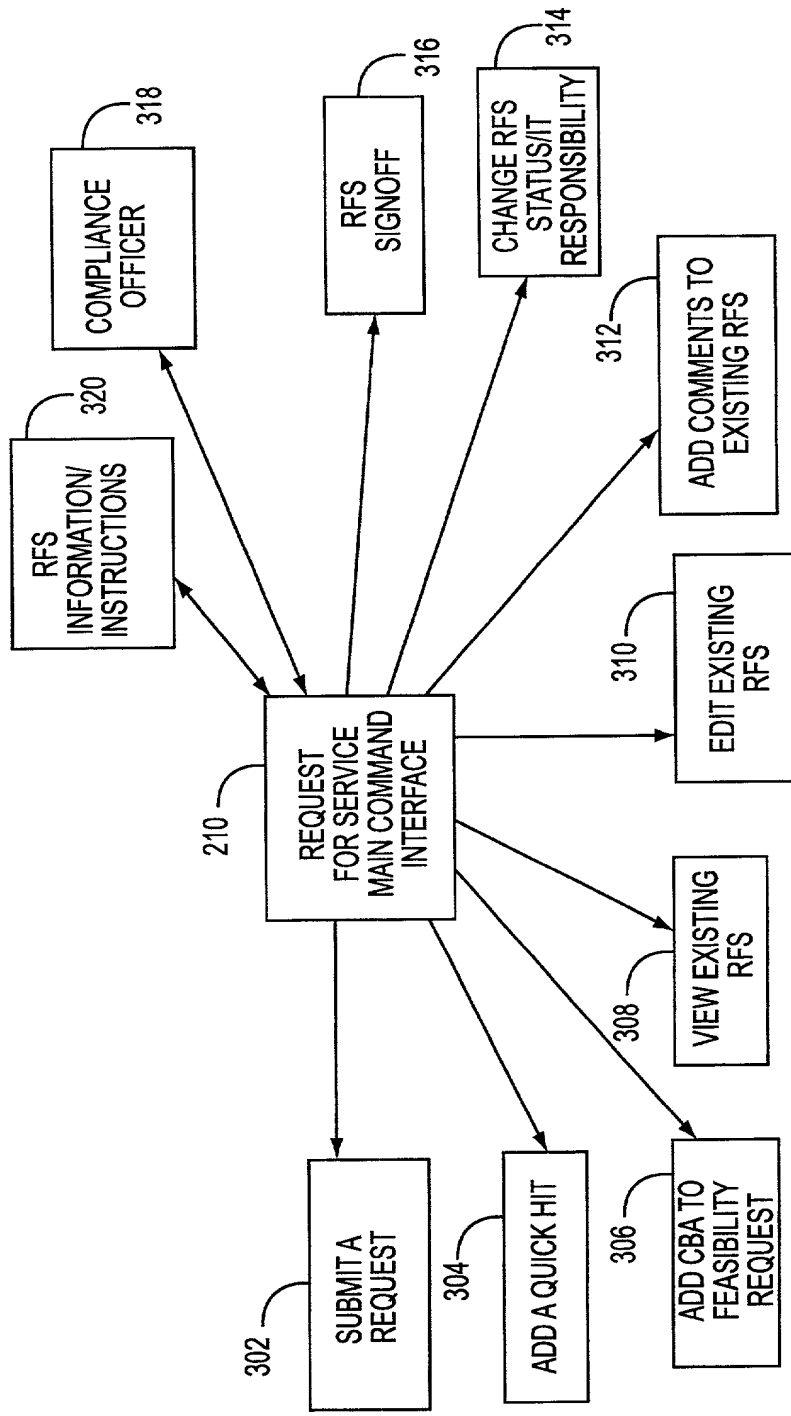 318
COMPLIANCE
OFFICER
320
RFS
INFORMATION/
INSTRUCTIONS
316
RFS
SIGNOFF
314
CHANGE RFS
STATUS/IT
RESPONSIBILITY
312
ADD COMMENTS TO
EXISTING RFS
210
REQUEST
FOR SERVICE
MAIN COMMAND
INTERFACE
310
EDIT EXISTING
RFS
308
VIEW EXISTING
RFS
302
SUBMIT A
REQUEST
304
ADD A QUICK HIT
306
ADD CBA TO
FEASIBILITY
REQUEST